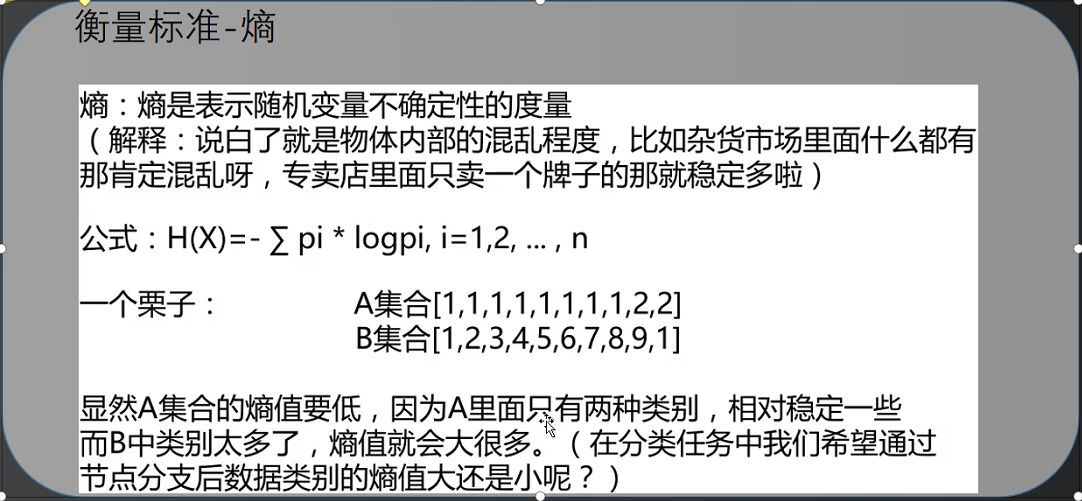 衡量标准-熵
熵：熵是表示随机变量不确定性的度量
（解释：说白了就是物体内部的混乱程度，比如杂货市场里面什么都有
那肯定混乱呀，专卖店里面只卖一个牌子的那就稳定多啦）
公式：H(X)=- ∑ pi * logpi, i=1,2, ... , n
一个栗子： A集合[1,1,1,1,1,1,1,1,2,2]
B集合[1,2,3,4,5,6,7,8,9,1]
显然A集合的熵值要低，因为A里面只有两种类别，相对稳定一些
而B中类别太多了，熵值就会大很多。（在分类任务中我们希望通过
节点分支后数据类别的熵值大还是小呢？）